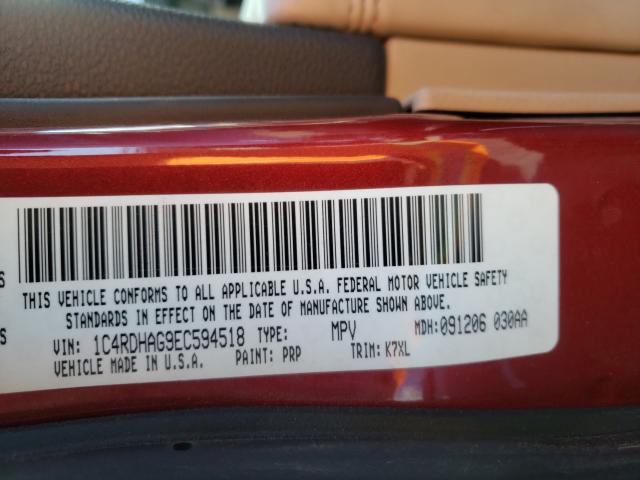 THIS VEHICLE CONFORMS TO ALL APPLICABLE U.S.A. FEDERAL MOTOR VEHICLE SAFETY
STANDARDS IN EFFECT ON THE DATE OF MANUFACTURE SHOWN ABOVE.
VIN: 1C4RDHAG9EC594518 TYPE: MPV MDH:091206 030AA
VEHICLE MADE IN U.S.A. PAINT: PRP TRIM: K7XL